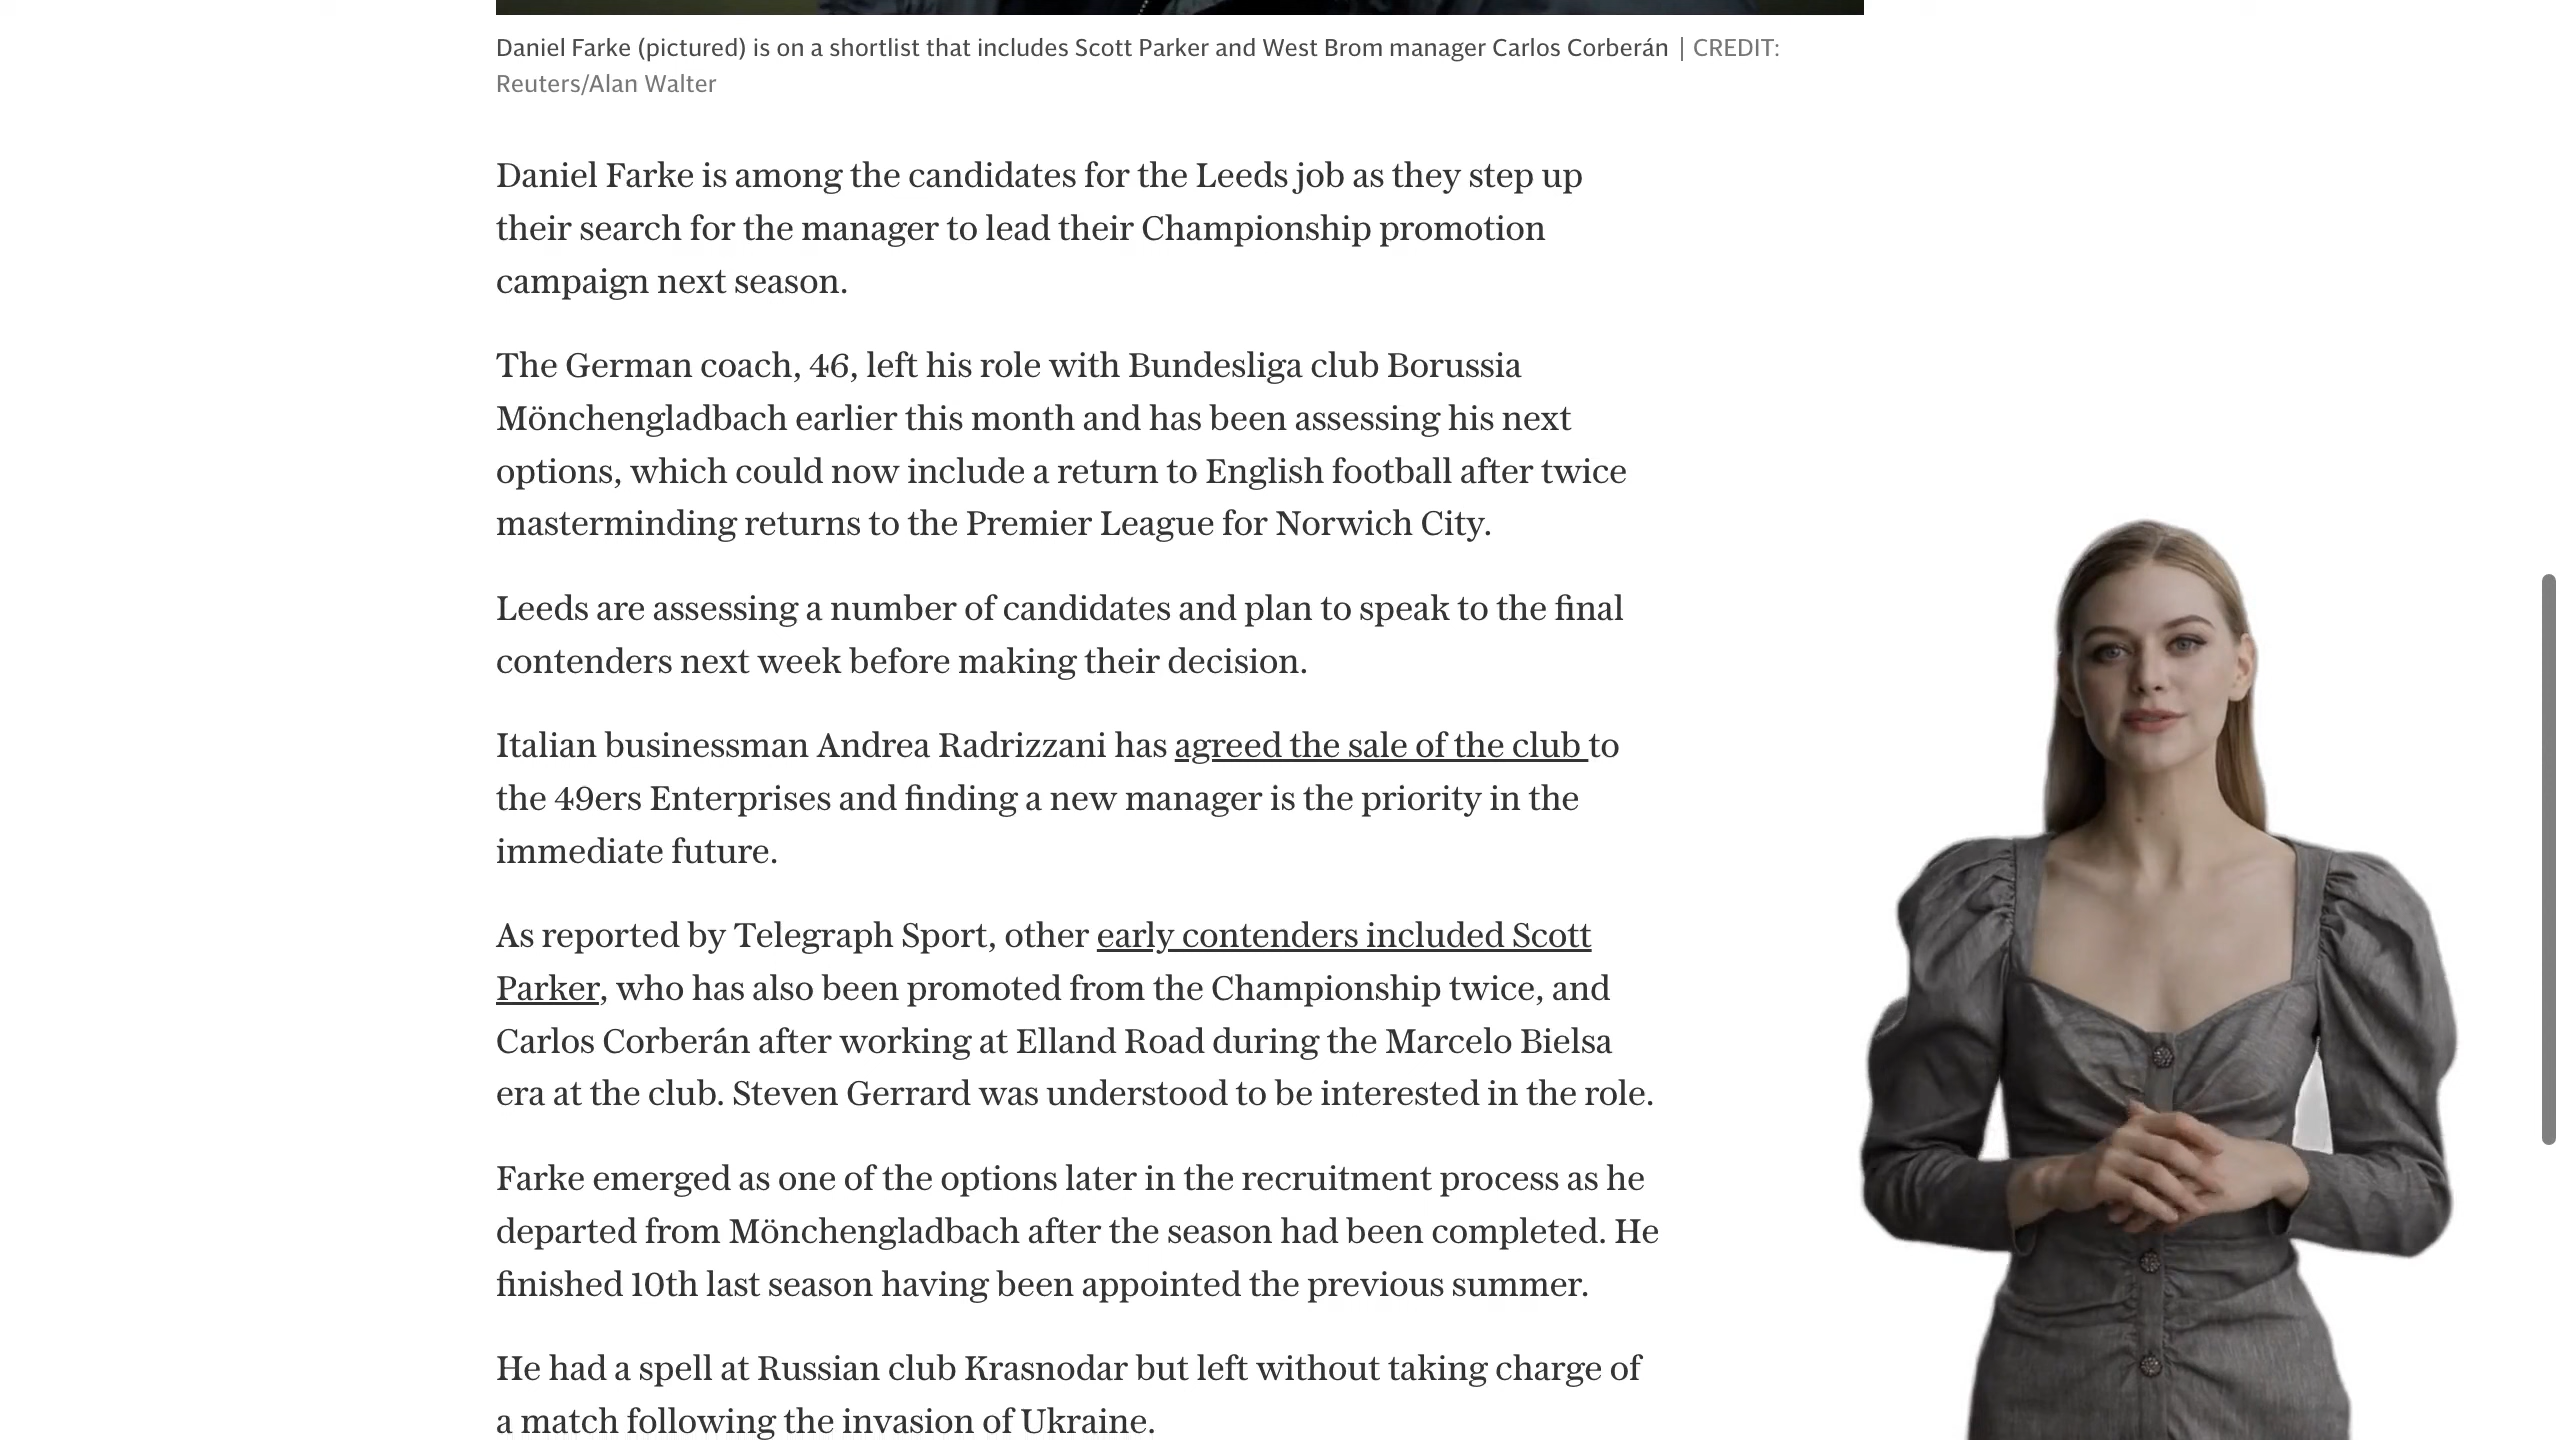 Daniel Farke (pictured) is on a shortlist that includes Scott Parker and West Brom manager Carlos Corberán | CREDIT:
Reuters/Alan Walter
Daniel Farke is among the candidates for the Leeds job as they step up
their search for the manager to lead their Championship promotion
campaign next season.
The German coach, 46, left his role with Bundesliga club Borussia
Mönchengladbach earlier this month and has been assessing his next
options, which could now include a return to English football after twice
masterminding returns to the Premier League for Norwich City.
Leeds are assessing a number of candidates and plan to speak to the final
contenders next week before making their decision.
Italian businessman Andrea Radrizzani has agreed the sale of the club to
the 49ers Enterprises and finding a new manager is the priority in the
immediate future.
As reported by Telegraph Sport, other early contenders included Scott
Parker, who has also been promoted from the Championship twice, and
Carlos Corberán after working at Elland Road during the Marcelo Bielsa
era at the club. Steven Gerrard was understood to be interested in the role.
Farke emerged as one of the options later in the recruitment process as he
departed from Mönchengladbach after the season had been completed. He
finished 10th last season having been appointed the previous summer.
He had a spell at Russian club Krasnodar but left without taking charge of
a match following the invasion of Ukraine.